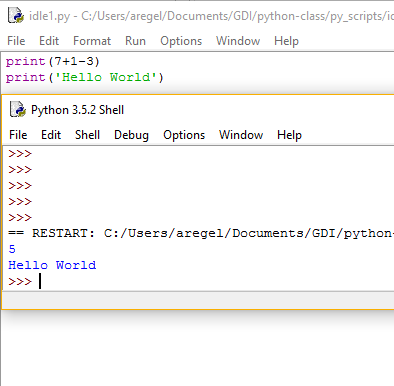 idle1.py - C:/Users/aregel/Documents/GDI/python-class/py_scripts/
File Edit Format Run Options Window Help
print(7+1-3)
print('Hello World')
Python 3.5.2 Shell
File Edit Shell Debug Options Window Help
>>>
>>>
>>>
>>>
>>>
== RESTART: C:/Users/aregel/Documents/GDI/python-
5
Hello World
>>>